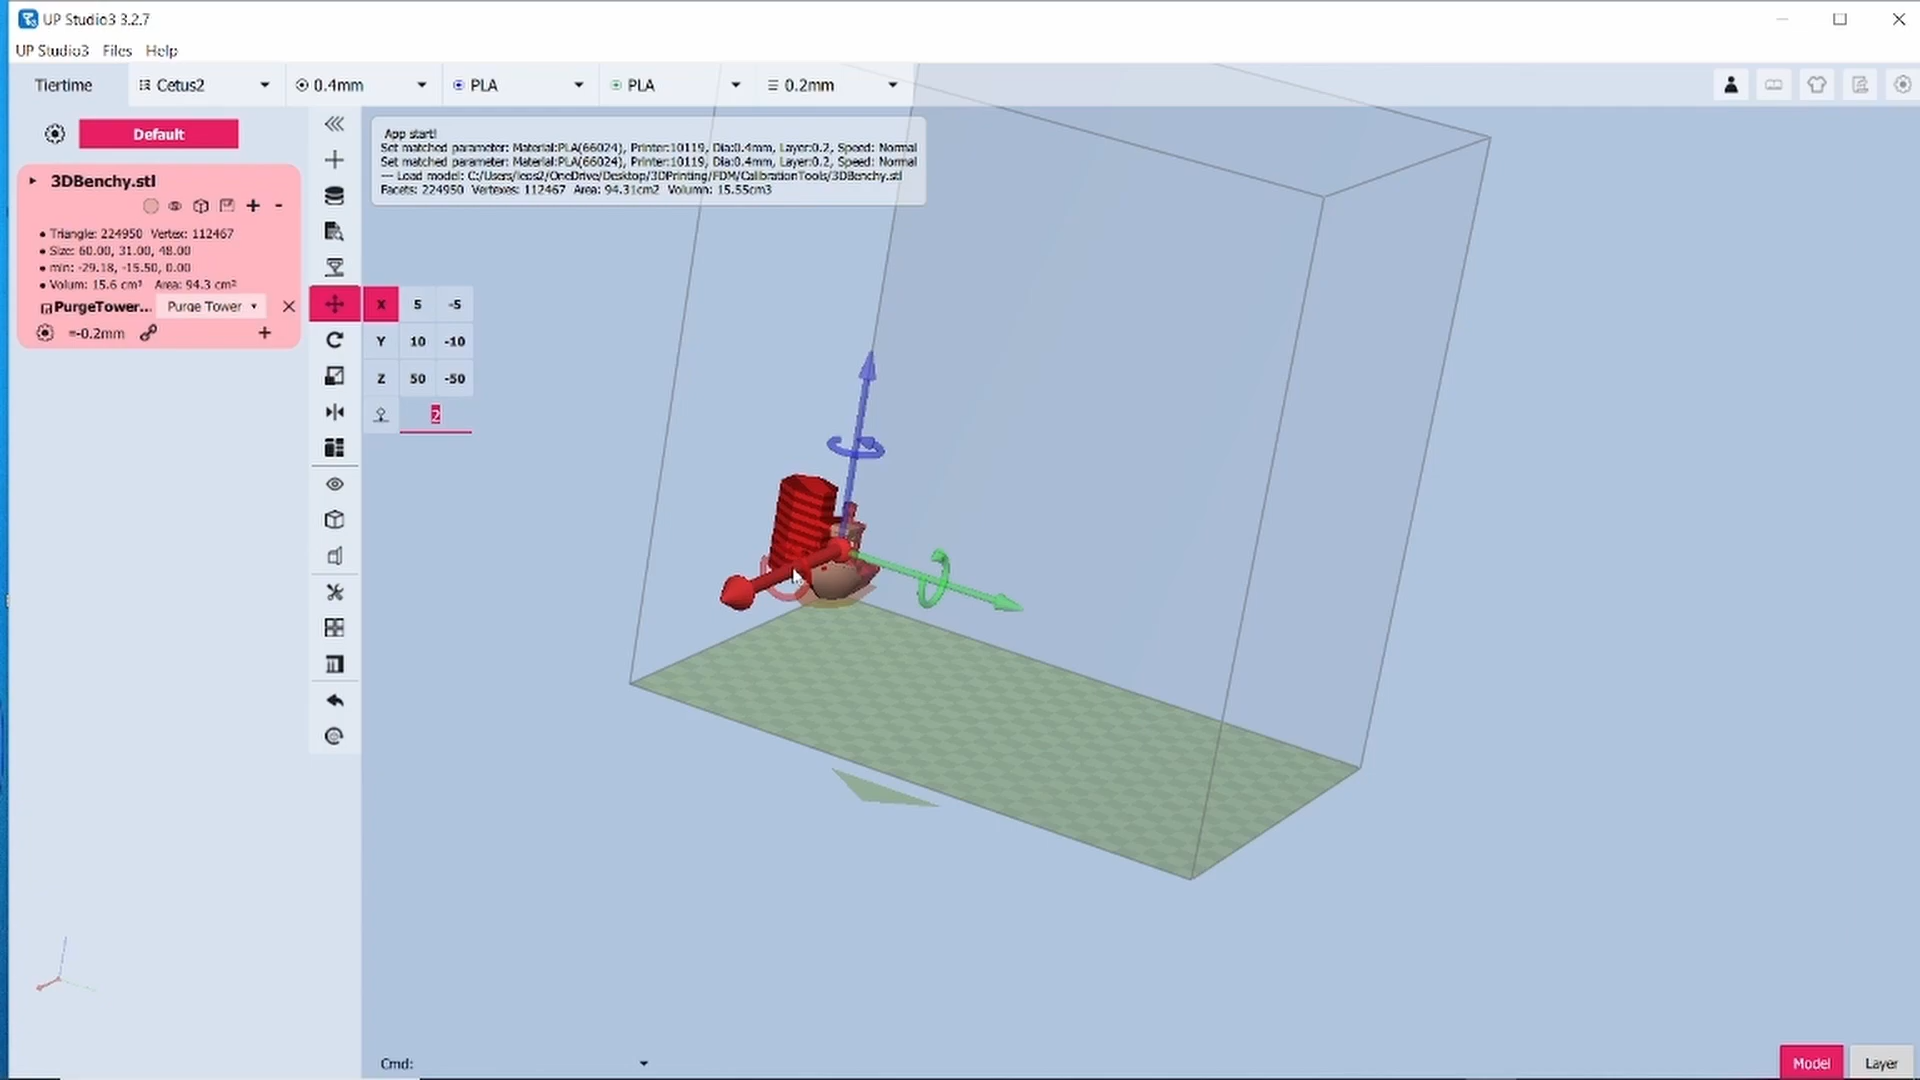 UP Studio3 3.2.7
UP Studio3 Files Help
Tiertime Cetus2 0.4mm PLA PLA 0.2mm
Default
3DBenchy.stl
+ -
• Triangle: 224950 Vertex: 112467
• Size: 60.00, 31.00, 48.00
• min: -29.18, -15.50, 0.00
• Volum: 15.6 cm³ Area: 94.3 cm²
PurgeTower... Purge Tower
=-0.2mm +
App start!
Set matched parameter: Material:PLA(66024), Printer:10119, Dia:0.4mm, Layer:0.2, Speed: Normal
Set matched parameter: Material:PLA(66024), Printer:10119, Dia:0.4mm, Layer:0.2, Speed: Normal
--- Load model: C:/Users/leos2/OneDrive/Desktop/3DPrinting/FDM/CalibrationTools/3DBenchy.stl
Facets: 224950 Vertexes: 112467 Area: 94.31cm2 Volumn: 15.55cm3
X 5 -5
Y 10 -10
Z 50 -50
2
Cmd:
Model Layer